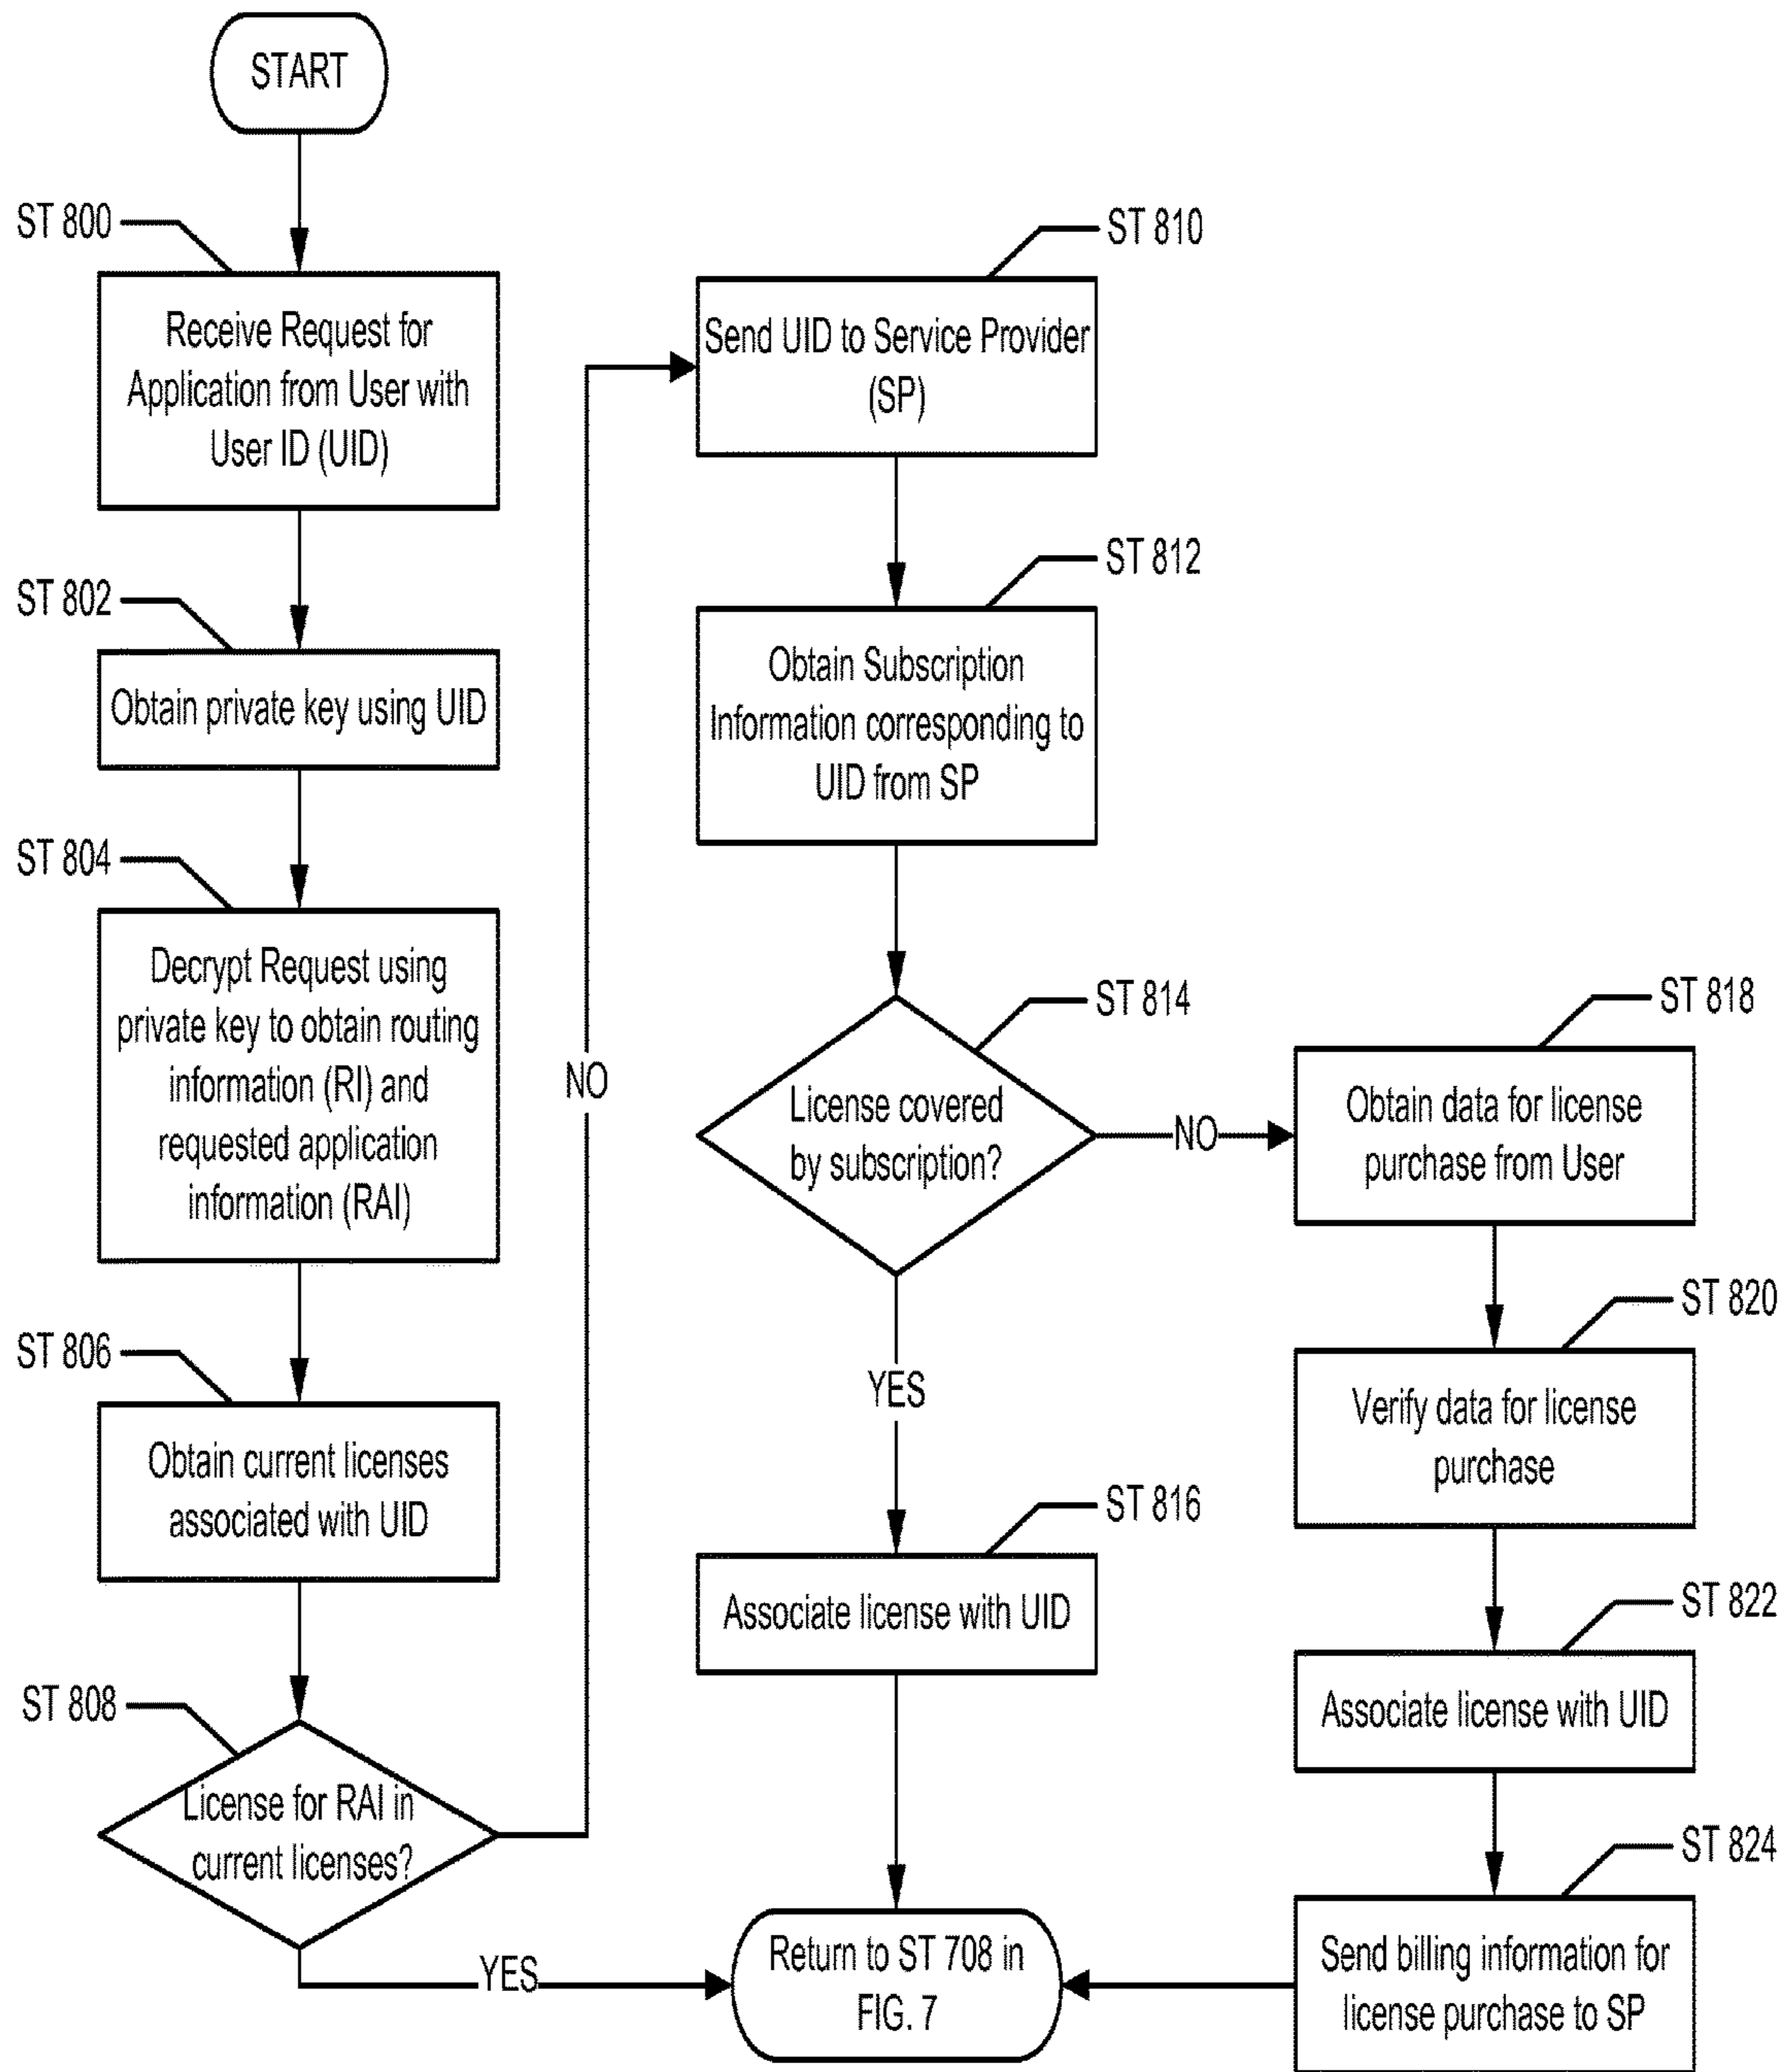 START
ST 800
Receive Request for
Application from User with
User ID (UID)
ST 802
Obtain private key using UID
ST 804
Decrypt Request using
private key to obtain routing
information (RI) and
requested application
information (RAI)
ST 806
Obtain current licenses
associated with UID
ST 808
License for RAI in
current licenses?
YES
NO
ST 810
Send UID to Service Provider
(SP)
ST 812
Obtain Subscription
Information corresponding to
UID from SP
ST 814
License covered
by subscription?
NO
YES
ST 816
Associate license with UID
Return to ST 708 in
FIG. 7
ST 818
Obtain data for license
purchase from User
ST 820
Verify data for license
purchase
ST 822
Associate license with UID
ST 824
Send billing information for
license purchase to SP